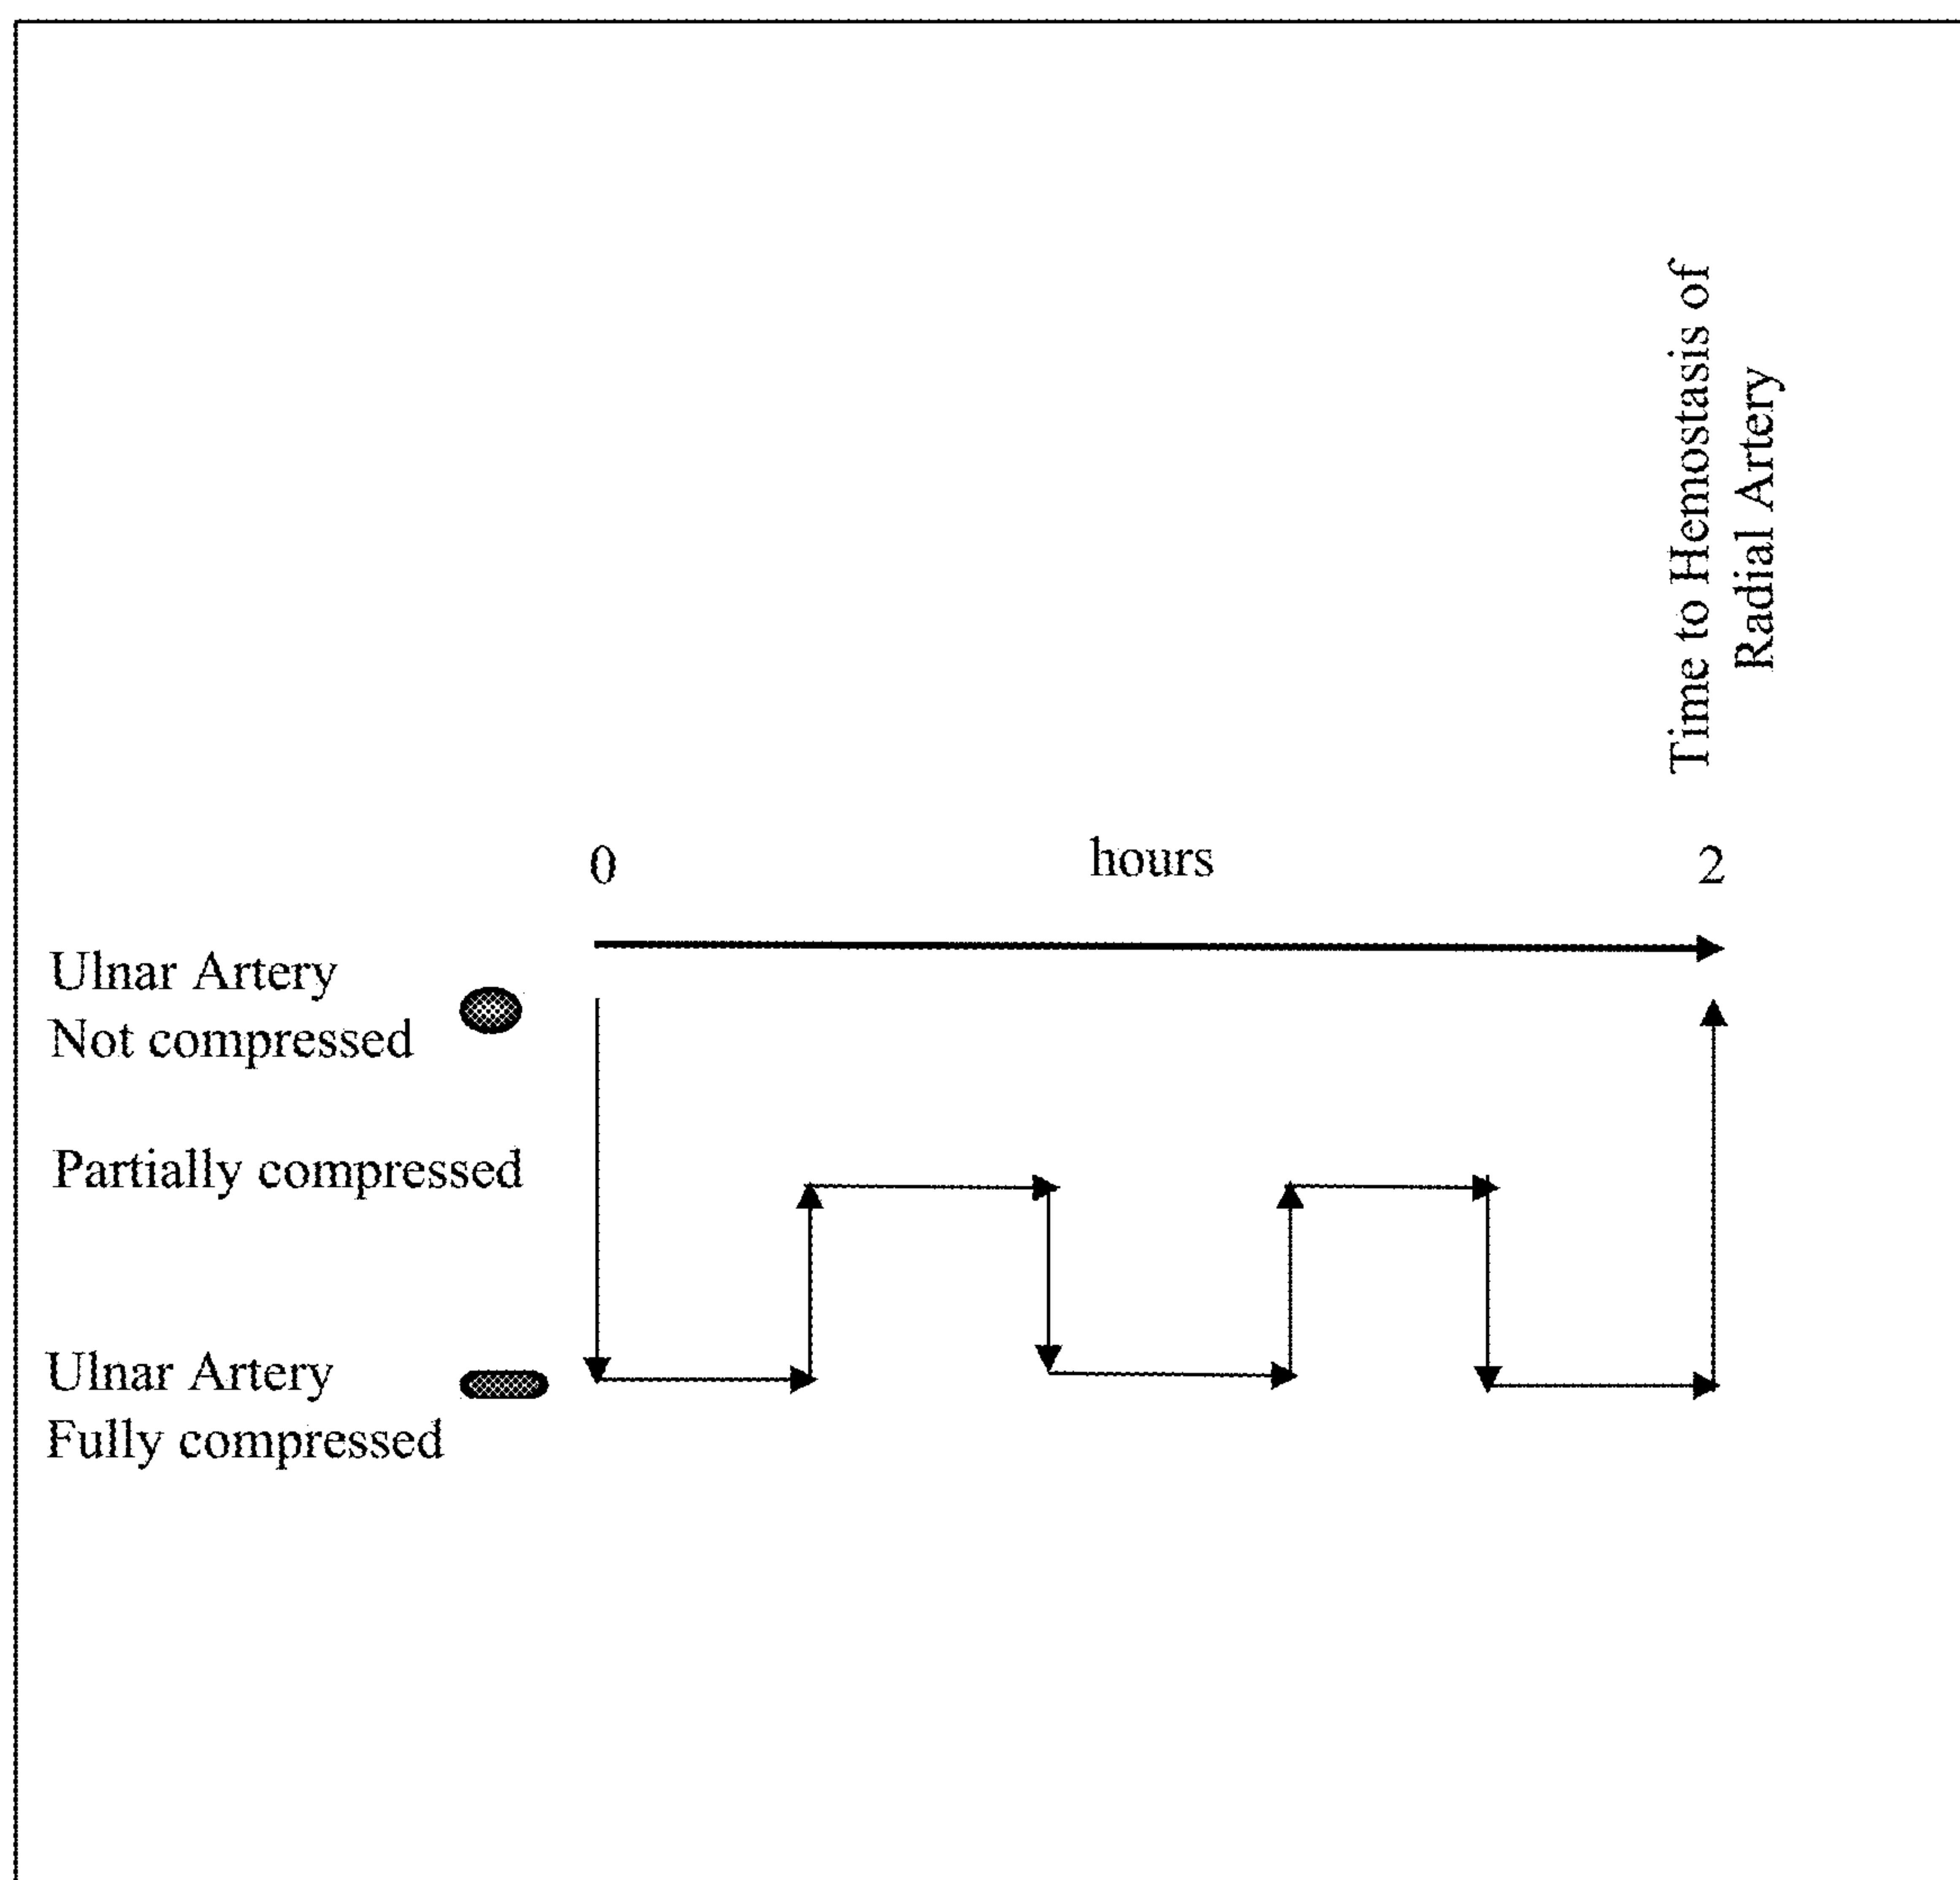 Time to Hemostasis of
Radial Artery
0 hours 2
Ulnar Artery
Not compressed
Partially compressed
Ulnar Artery
Fully compressed